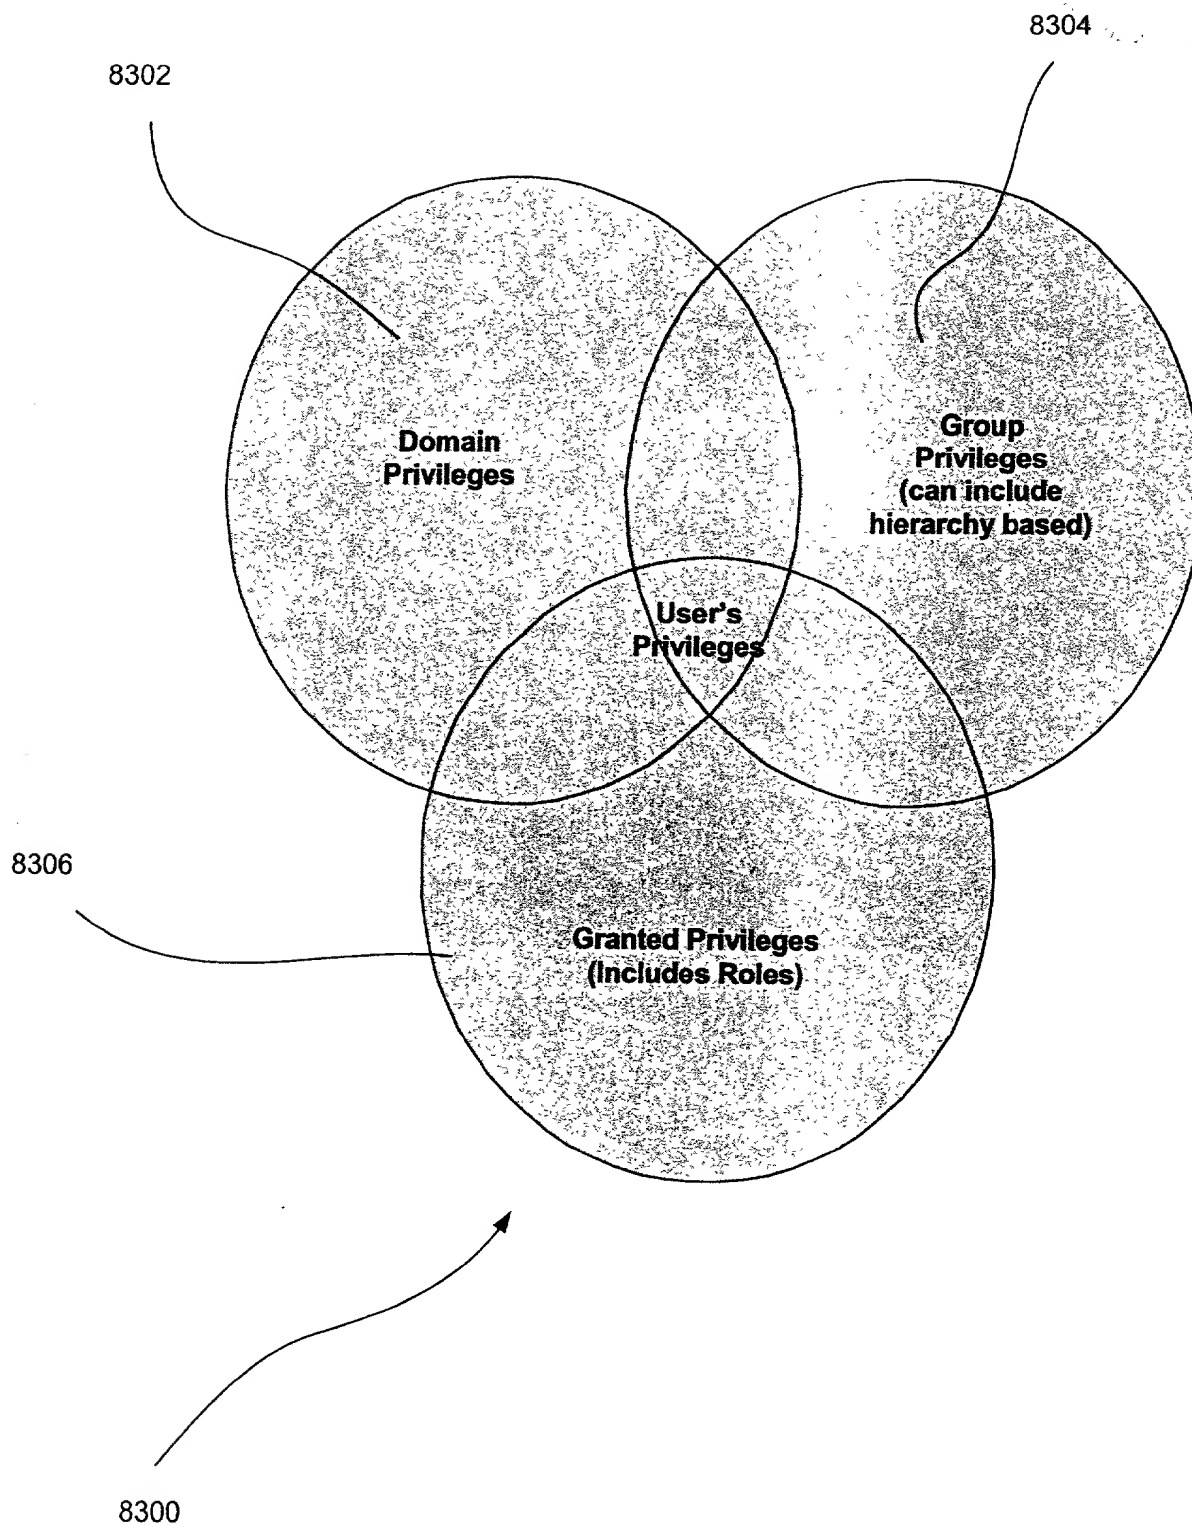 8304
8302
Domain
Privileges
Group
Privileges
(can include
hierarchy based)
User's
Privileges
8306
Granted Privileges
(Includes Roles)
8300